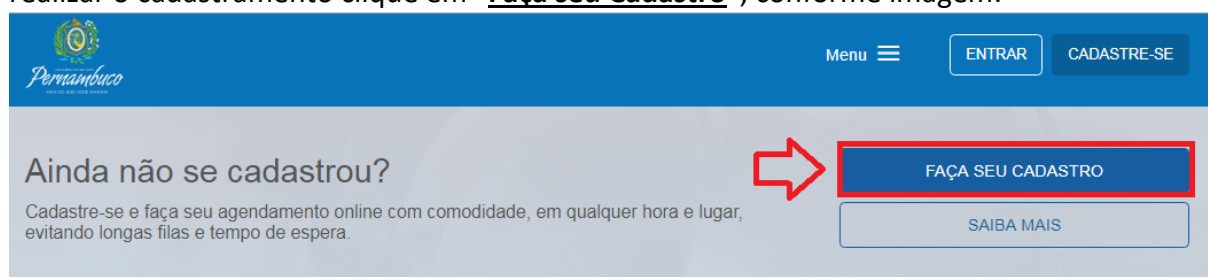 realizar o cadastramento clique em "Faça seu Cadastro", conforme imagem.
Pernambuco
Menu
ENTRAR
CADASTRE-SE
Ainda não se cadastrou?
FAÇA SEU CADASTRO
Cadastre-se e faça seu agendamento online com comodidade, em qualquer hora e lugar,
evitando longas filas e tempo de espera.
SAIBA MAIS